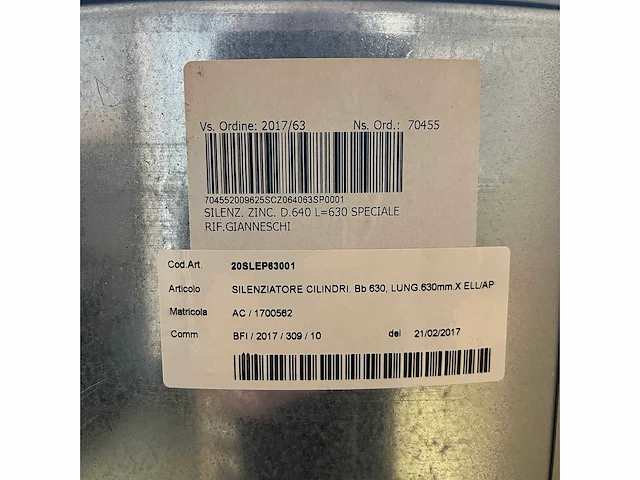 Vs. Ordine: 2017/63 Ns. Ord.: 70455
704552009625SCZ064063SP0001
SILENZ. ZINC. D.640 L=630 SPECIALE
RIF.GIANNESCHI
Cod.Art. 20SLEP63001
Articolo SILENZIATORE CILINDRI. Bb 630, LUNG.630mm.X ELL/AP
Matricola AC / 1700562
Comm BFI / 2017 / 309 / 10 del 21/02/2017